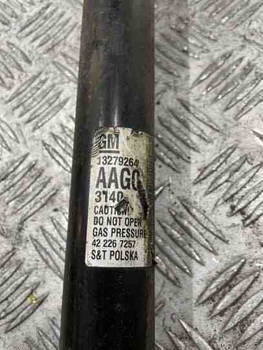 GM
13279264
AAGC
3140
CAUTION!
DO NOT OPEN
GAS PRESSURE
42 226 7257
S&T POLSKA